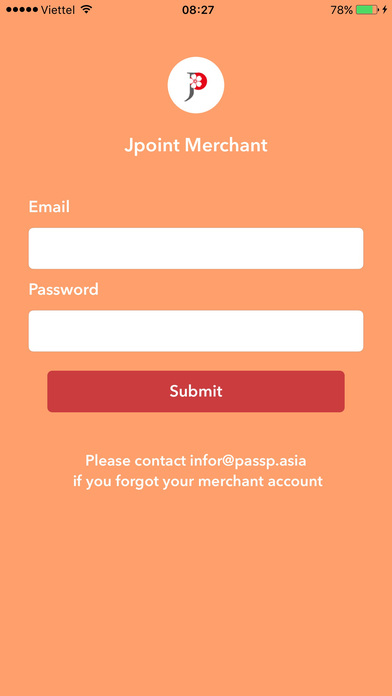 Viettel 08:27 78%
JP
Jpoint Merchant
Email
Password
Submit
Please contact infor@passp.asia
if you forgot your merchant account